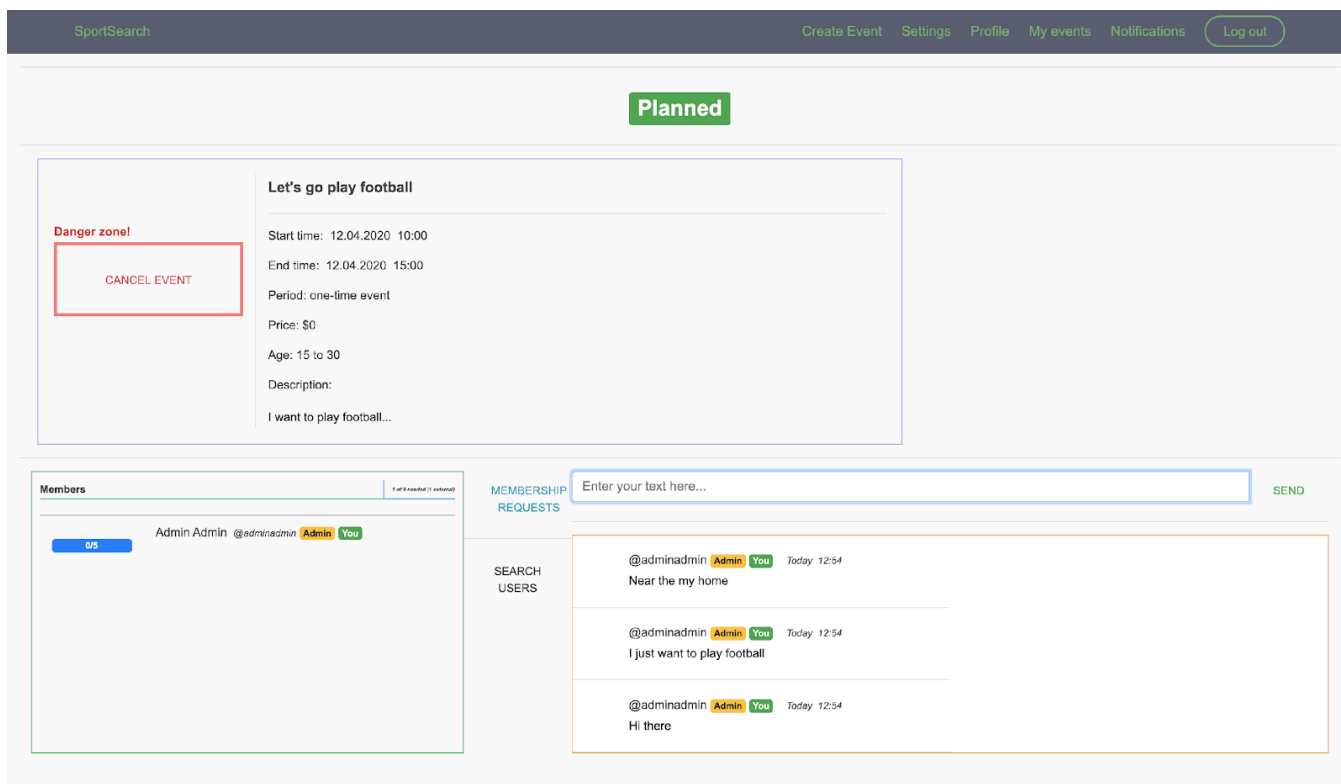 SportSearch Create Event Settings Profile My events Notifications Log out
Planned
Let's go play football
Danger zone!
CANCEL EVENT
Start time: 12.04.2020 10:00
End time: 12.04.2020 15:00
Period: one-time event
Price: $0
Age: 15 to 30
Description:
I want to play football...
Members
needed (1 external)
Admin Admin @adminadmin Admin You
0/5
MEMBERSHIP
REQUESTS
SEARCH
USERS
Enter your text here...
SEND
@adminadmin Admin You Today 12:54
Near the my home
@adminadmin Admin You Today 12:54
I just want to play football
@adminadmin Admin You Today 12:54
Hi there